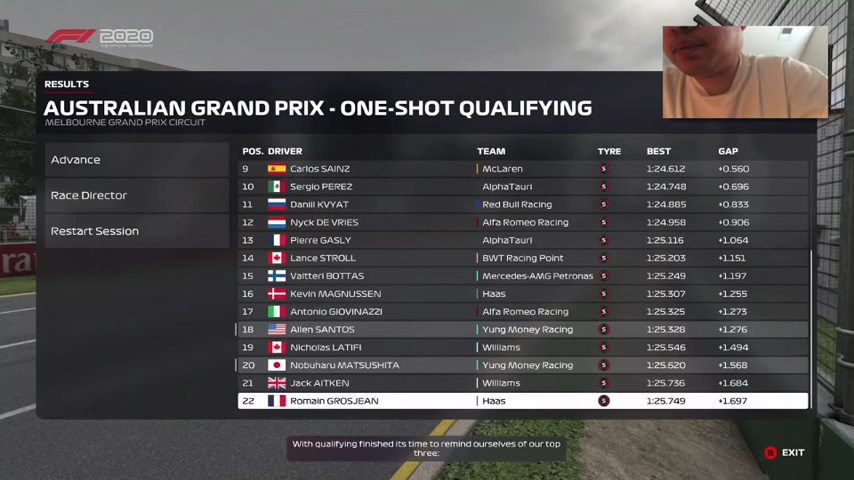 F1 2020
THE OFFICIAL VIDEOGAME
RESULTS
AUSTRALIAN GRAND PRIX - ONE-SHOT QUALIFYING
MELBOURNE GRAND PRIX CIRCUIT
Advance
Race Director
Restart Session
POS. DRIVER TEAM TYRE BEST GAP
9 Carlos SAINZ McLaren S 1:24.612 +0.560
10 Sergio PEREZ AlphaTauri S 1:24.748 +0.696
11 Daniil KVYAT Red Bull Racing S 1:24.885 +0.833
12 Nyck DE VRIES Alfa Romeo Racing S 1:24.958 +0.906
13 Pierre GASLY AlphaTauri S 1:25.116 +1.064
14 Lance STROLL BWT Racing Point S 1:25.203 +1.151
15 Valtteri BOTTAS Mercedes-AMG Petronas S 1:25.249 +1.197
16 Kevin MAGNUSSEN Haas S 1:25.307 +1.255
17 Antonio GIOVINAZZI Alfa Romeo Racing S 1:25.325 +1.273
18 Allen SANTOS Yung Money Racing S 1:25.328 +1.276
19 Nicholas LATIFI Williams S 1:25.546 +1.494
20 Nobuharu MATSUSHITA Yung Money Racing S 1:25.620 +1.568
21 Jack AITKEN Williams S 1:25.736 +1.684
22 Romain GROSJEAN Haas S 1:25.749 +1.697
With qualifying finished its time to remind ourselves of our top
three:
EXIT